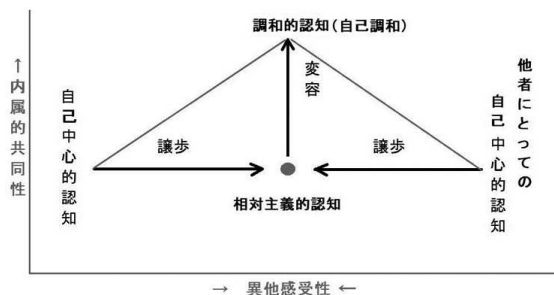 調和的認知(自己調和)
↑内属的共同性
自己中心的認知
変容
他者にとっての
自己中心的認知
譲歩
譲歩
相対主義的認知
→ 異他感受性 ←